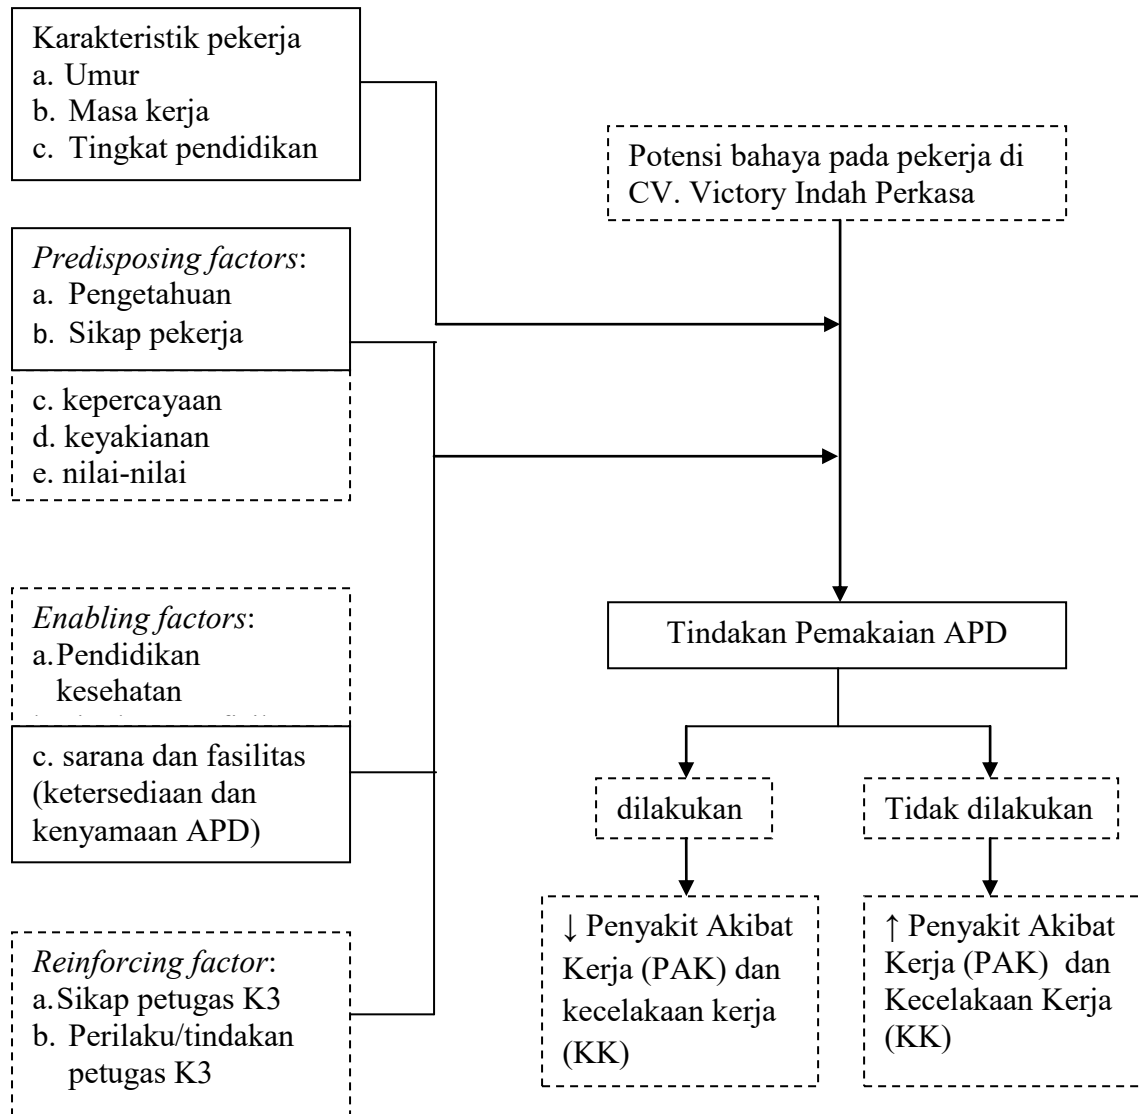 Karakteristik pekerja
a. Umur
b. Masa kerja
c. Tingkat pendidikan
Potensi bahaya pada pekerja di
CV. Victory Indah Perkasa
Predisposing factors:
a. Pengetahuan
b. Sikap pekerja
c. kepercayaan
d. keyakianan
e. nilai-nilai
Enabling factors:
a. Pendidikan
kesehatan
c. sarana dan fasilitas
(ketersediaan dan
kenyamaan APD)
Reinforcing factor:
a. Sikap petugas K3
b. Perilaku/tindakan
petugas K3
Tindakan Pemakaian APD
dilakukan
Tidak dilakukan
↓ Penyakit Akibat
Kerja (PAK) dan
kecelakaan kerja
(KK)
↑ Penyakit Akibat
Kerja (PAK) dan
Kecelakaan Kerja
(KK)